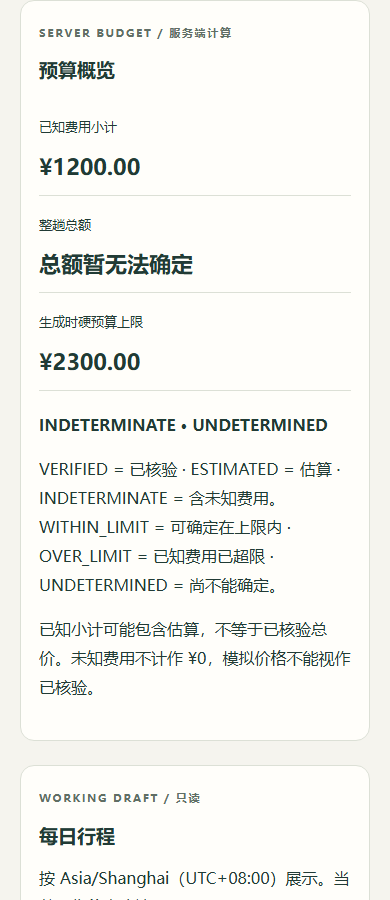 SERVER BUDGET / 服务端计算
预算概览
已知费用小计
¥1200.00
整趟总额
总额暂无法确定
生成时硬预算上限
¥2300.00
INDETERMINATE • UNDETERMINED
VERIFIED = 已核验 · ESTIMATED = 估算 ·
INDETERMINATE = 含未知费用。
WITHIN_LIMIT = 可确定在上限内 ·
OVER_LIMIT = 已知费用已超限 ·
UNDETERMINED = 尚不能确定。
已知小计可能包含估算，不等于已核验总
价。未知费用不计作 ¥0，模拟价格不能视作
已核验。
WORKING DRAFT / 只读
每日行程
按 Asia/Shanghai（UTC+08:00）展示。当